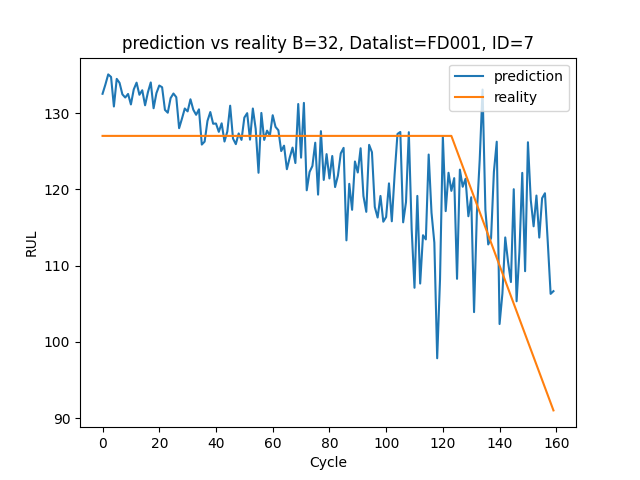 prediction vs reality B=32, Datalist=FD001, ID=7
prediction
reality
RUL
130
120
110
100
90
0 20 40 60 80 100 120 140 160
Cycle